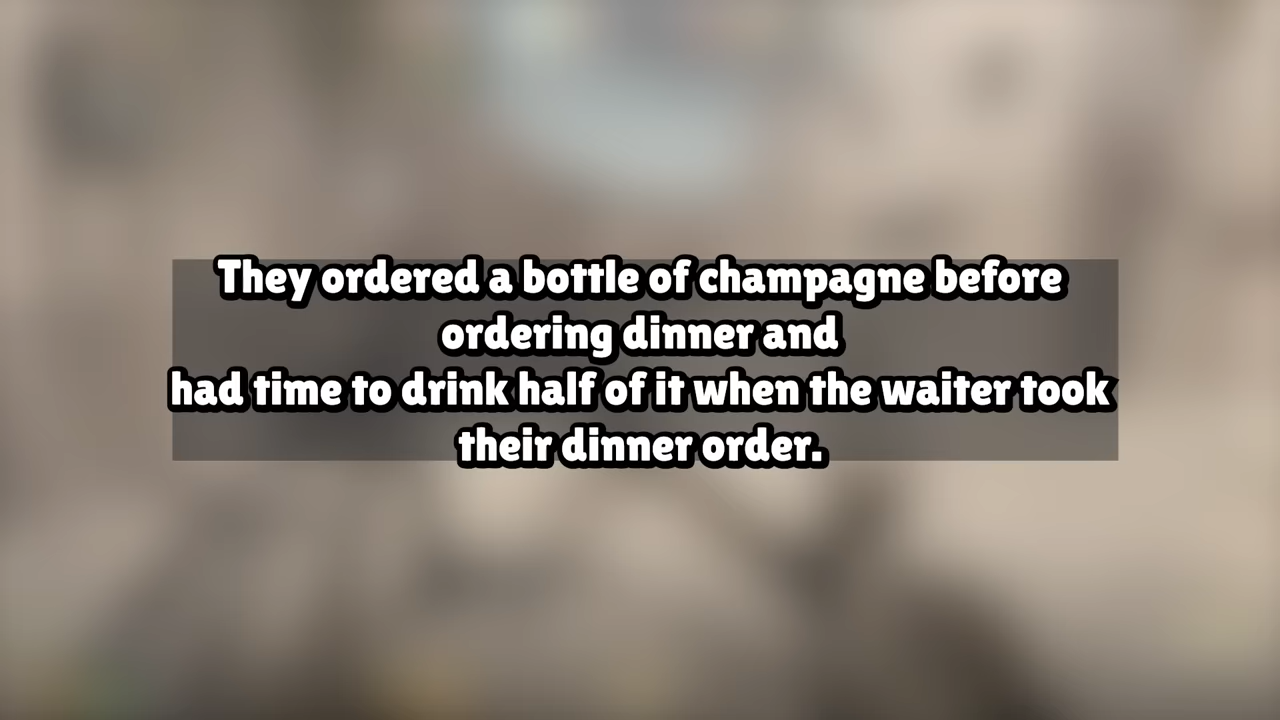 They ordered a bottle of champagne before
ordering dinner and
had time to drink half of it when the waiter took
their dinner order.